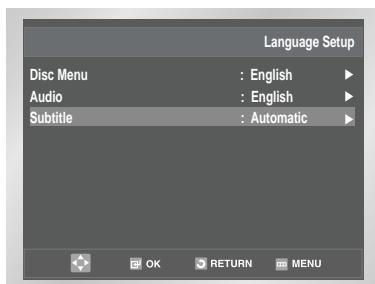 Language Setup
Disc Menu : English ►
Audio : English ►
Subtitle : Automatic ►
OK RETURN MENU